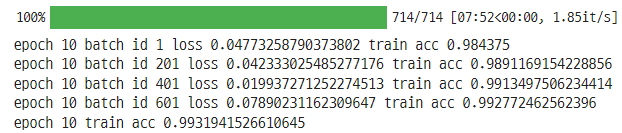 100% 714/714 [07:52<00:00, 1.85it/s]
epoch 10 batch id 1 loss 0.04773258790373802 train acc 0.984375
epoch 10 batch id 201 loss 0.042333025485277176 train acc 0.9891169154228856
epoch 10 batch id 401 loss 0.019937271252274513 train acc 0.9913497506234414
epoch 10 batch id 601 loss 0.07890231162309647 train acc 0.992772462562396
epoch 10 train acc 0.9931941526610645